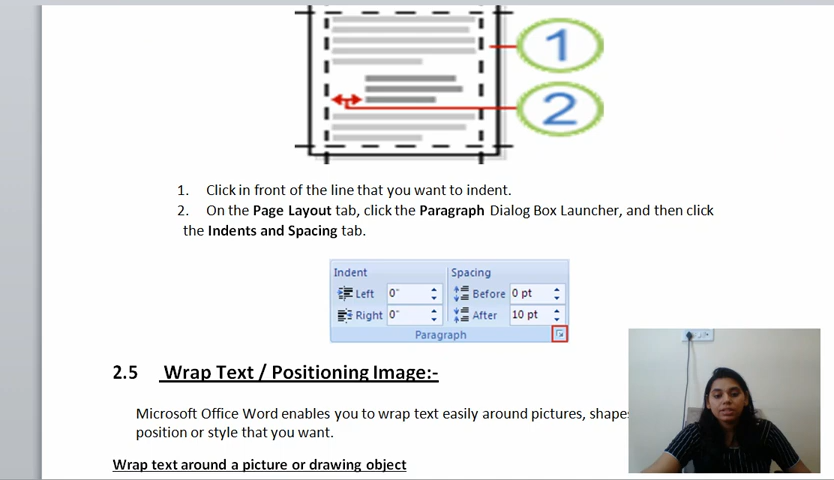 1
2
1. Click in front of the line that you want to indent.
2. On the Page Layout tab, click the Paragraph Dialog Box Launcher, and then click
the Indents and Spacing tab.
Indent Spacing
Left 0" Before 0 pt
Right 0" After 10 pt
Paragraph
2.5 Wrap Text / Positioning Image:-
Microsoft Office Word enables you to wrap text easily around pictures, shape
position or style that you want.
Wrap text around a picture or drawing object